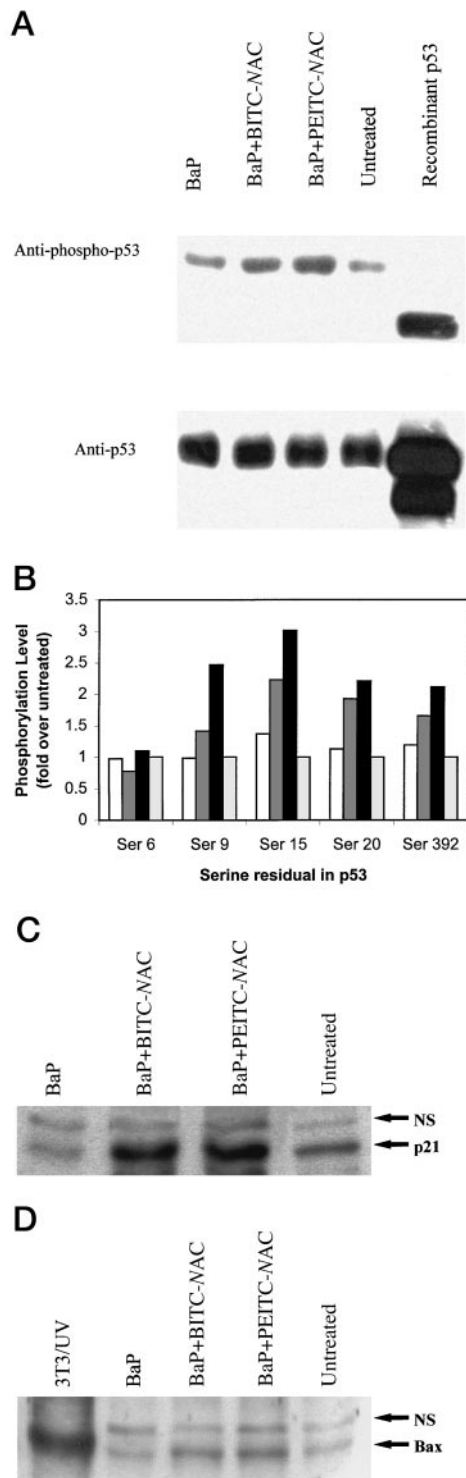 A
BaP
BaP+BITC-NAC
BaP+PEITC-NAC
Untreated
Recombinant p53
Anti-phospho-p53
Anti-p53
B
Phosphorylation Level
(fold over untreated)
3.5
3
2.5
2
1.5
1
0.5
0
Ser 6
Ser 9
Ser 15
Ser 20
Ser 392
Serine residual in p53
C
BaP
BaP+BITC-NAC
BaP+PEITC-NAC
Untreated
NS
p21
D
3T3/UV
BaP
BaP+BITC-NAC
BaP+PEITC-NAC
Untreated
NS
Bax